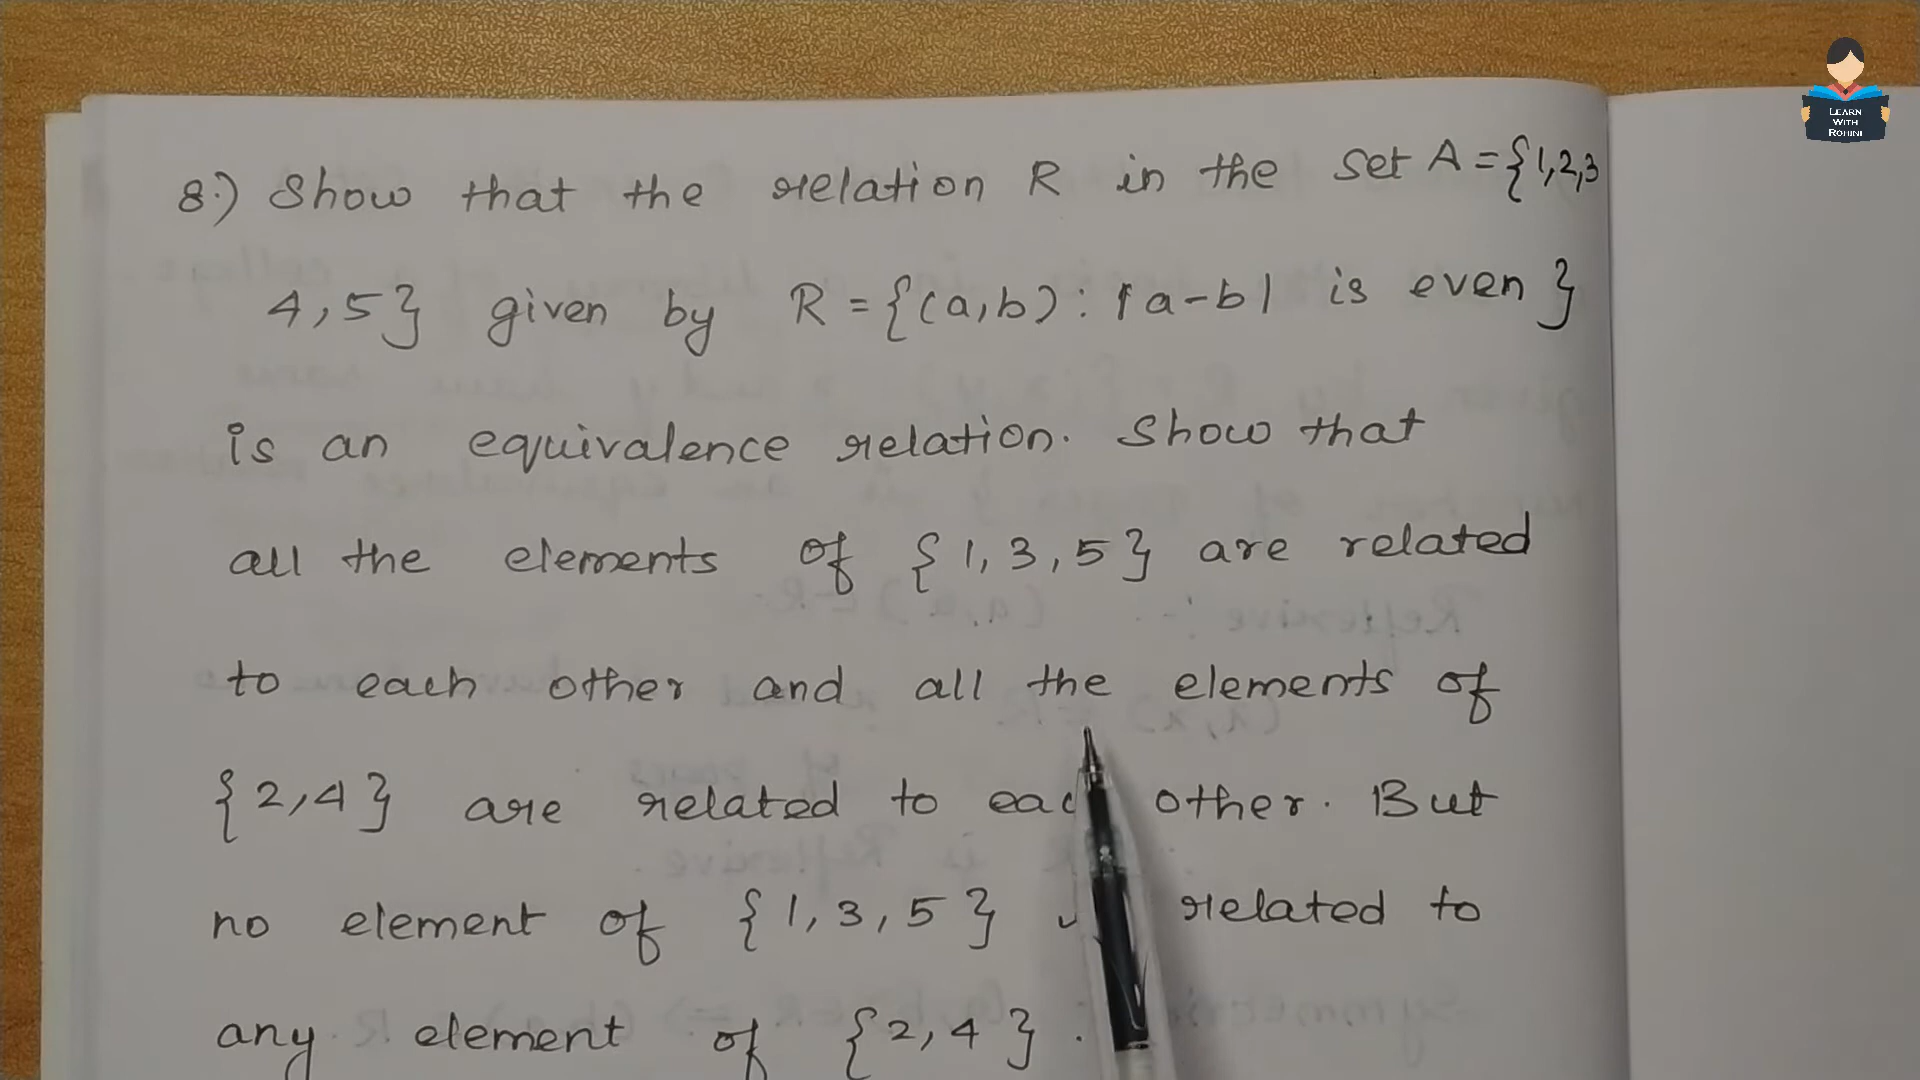 8.) Show that the relation R in the set A = {1,2,3
4,5} given by R = {(a,b) : |a-b| is even}
is an equivalence relation. Show that
all the elements of {1,3,5} are related
to each other and all the elements of
{2,4} are related to other. But
no element of {1,3,5} related to
any element of {2,4}.
LEARN
WITH
ROHINI